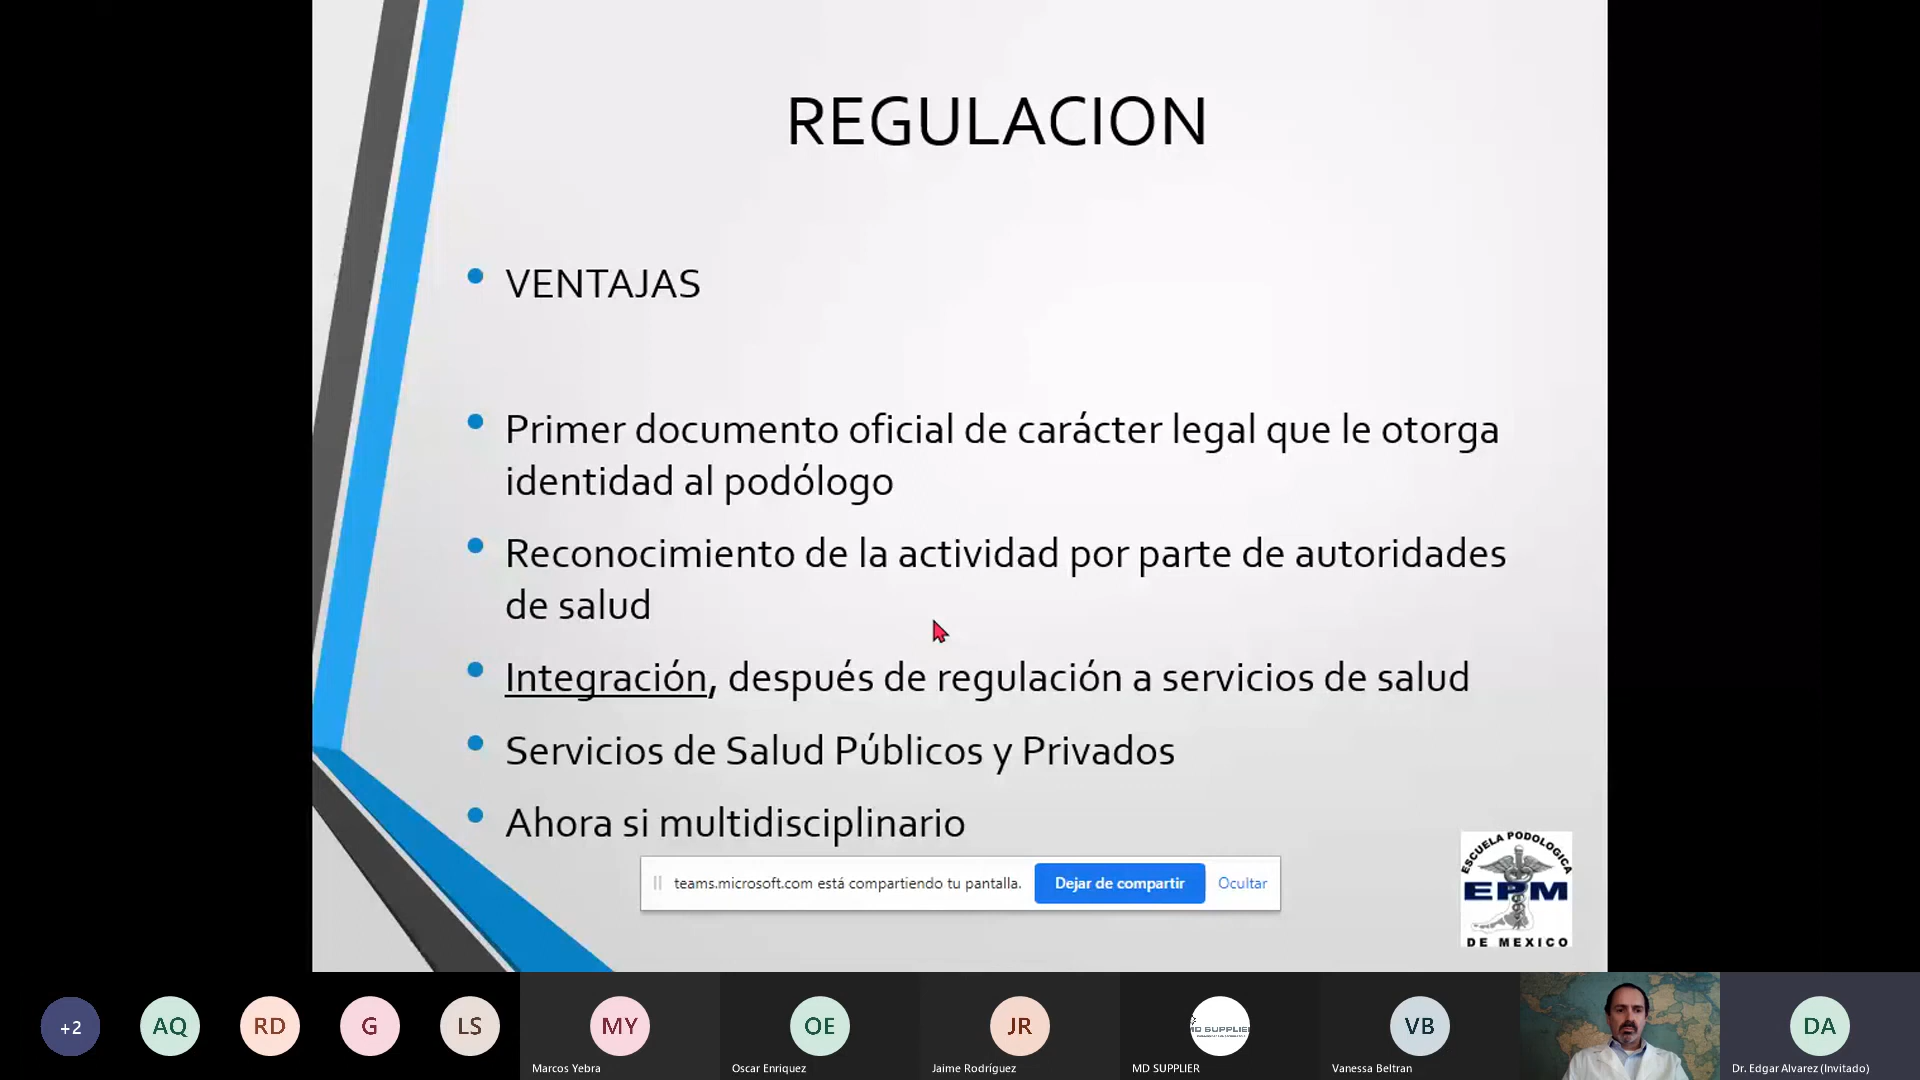 REGULACION
VENTAJAS
Primer documento oficial de carácter legal que le otorga
identidad al podólogo
Reconocimiento de la actividad por parte de autoridades
de salud
Integración, después de regulación a servicios de salud
Servicios de Salud Públicos y Privados
Ahora si multidisciplinario
teams.microsoft.com está compartiendo tu pantalla.
Dejar de compartir
Ocultar
ESCUELA PODOLOGICA
EPM
DE MEXICO
+2
AQ
RD
G
LS
MY
OE
JR
MD SUPPLIER
VB
DA
Marcos Yebra
Oscar Enriquez
Jaime Rodríguez
MD SUPPLIER
Vanessa Beltran
Dr. Edgar Alvarez (Invitado)